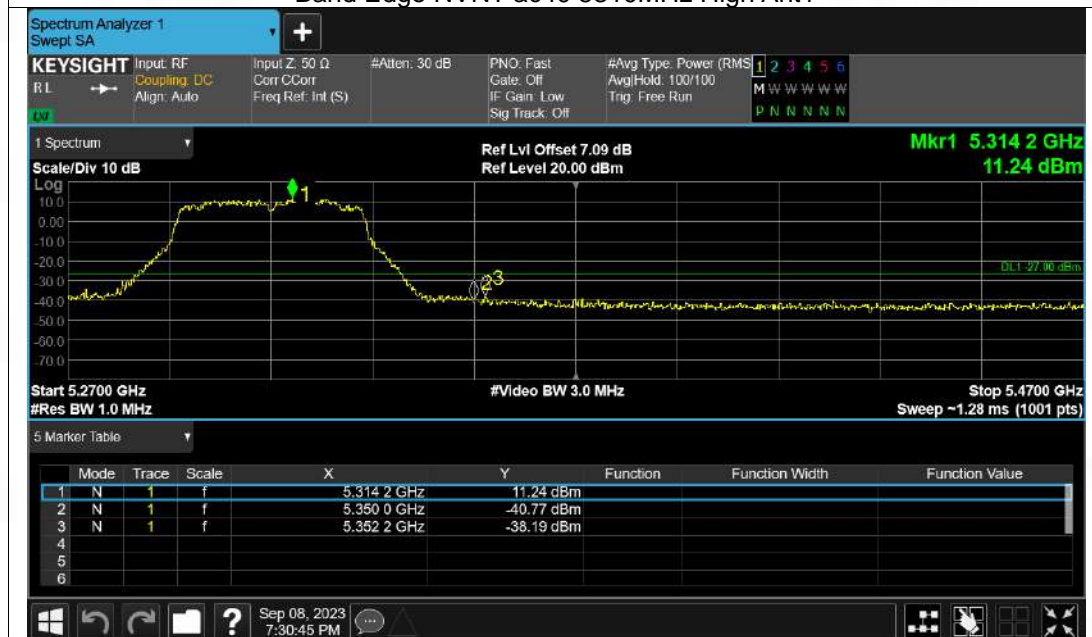 Band Edge NVNT ac40 5310MHz High Ant1
Spectrum Analyzer 1
Swept SA
KEYSIGHT Input: RF
Coupling: DC
Align: Auto
Input Z: 50 Ω
Corr CCorr
Freq Ref: Int (S)
#Atten: 30 dB
PNO: Fast
Gate: Off
IF Gain: Low
Sig Track: Off
#Avg Type: Power (RMS
Avg|Hold: 100/100
Trig: Free Run
1 2 3 4 5 6
M W W W W W
P N N N N N
R L
LXI
1 Spectrum
Scale/Div 10 dB
Ref Lvl Offset 7.09 dB
Ref Level 20.00 dBm
Mkr1 5.314 2 GHz
11.24 dBm
Log
10.0
0.00
-10.0
-20.0
-30.0
-40.0
-50.0
-60.0
-70.0
1
2
3
DL1 -27.00 dBm
Start 5.2700 GHz
#Res BW 1.0 MHz
#Video BW 3.0 MHz
Stop 5.4700 GHz
Sweep ~1.28 ms (1001 pts)
5 Marker Table
Mode Trace Scale X Y Function Function Width Function Value
1 N 1 f 5.314 2 GHz 11.24 dBm
2 N 1 f 5.350 0 GHz -40.77 dBm
3 N 1 f 5.352 2 GHz -38.19 dBm
4
5
6
Sep 08, 2023
7:30:45 PM